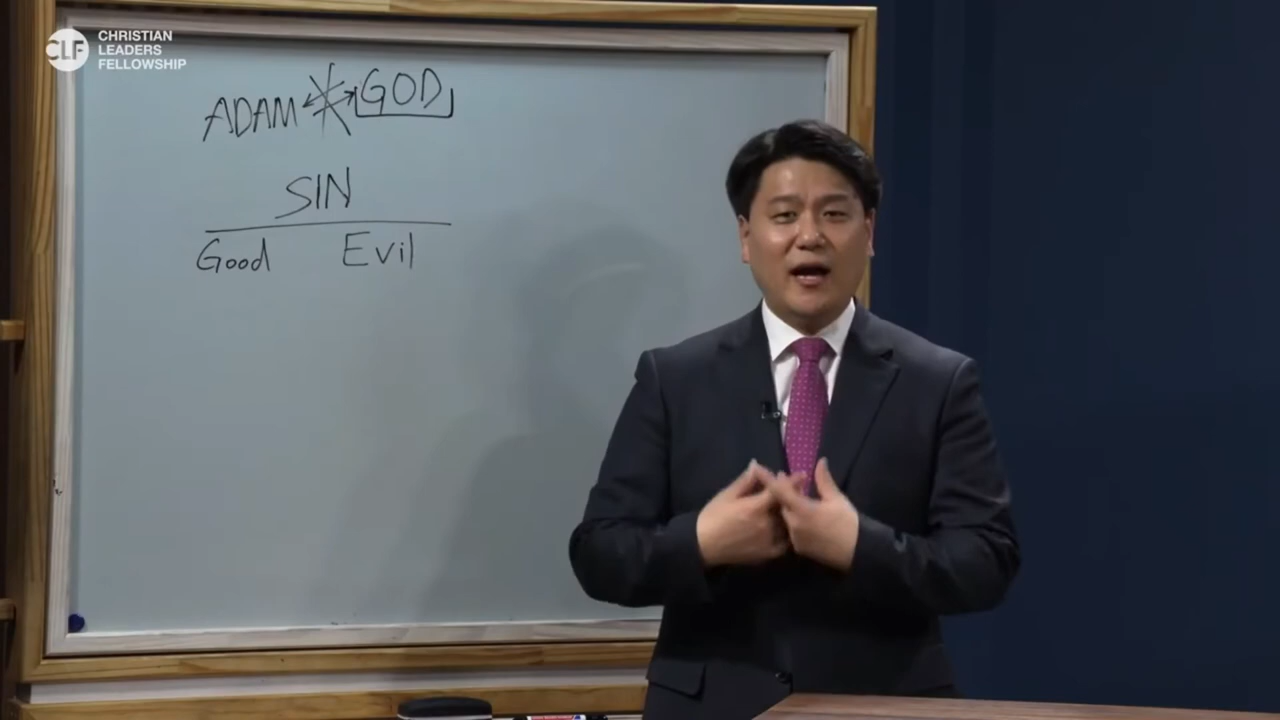 CLF
CHRISTIAN
LEADERS
FELLOWSHIP
ADAM GOD
SIN
Good Evil